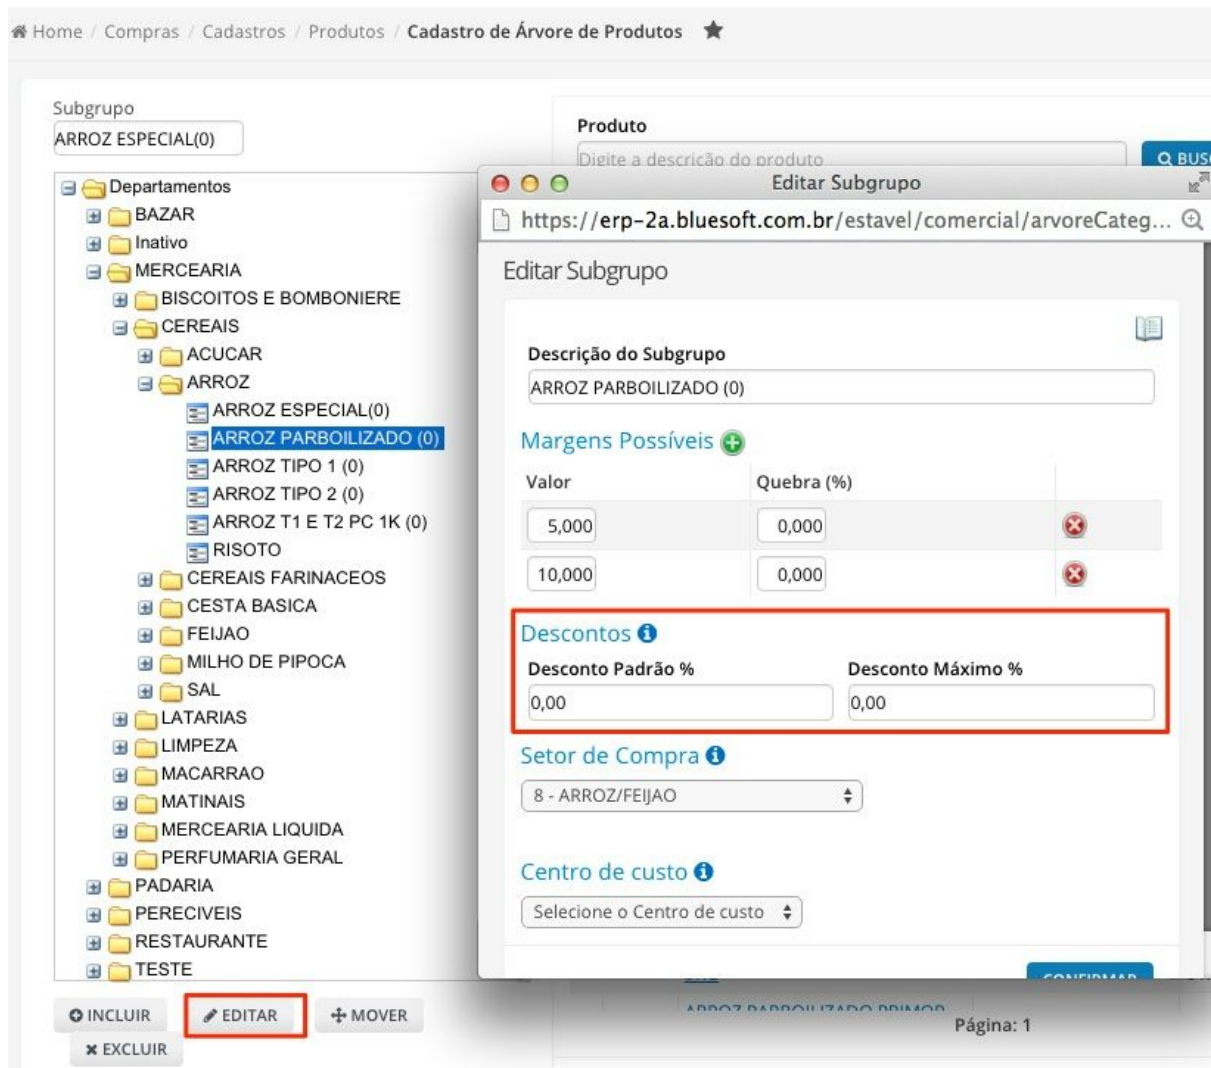 Home / Compras / Cadastros / Produtos / Cadastro de Árvore de Produtos
Subgrupo
ARROZ ESPECIAL(0)
Departamentos
BAZAR
Inativo
MERCEARIA
BISCOITOS E BOMBONIERE
CEREAIS
ACUCAR
ARROZ
ARROZ ESPECIAL(0)
ARROZ PARBOILIZADO (0)
ARROZ TIPO 1 (0)
ARROZ TIPO 2 (0)
ARROZ T1 E T2 PC 1K (0)
RISOTO
CEREAIS FARINACEOS
CESTA BASICA
FEIJAO
MILHO DE PIPOCA
SAL
LATARIAS
LIMPEZA
MACARRAO
MATINAIS
MERCEARIA LIQUIDA
PERFUMARIA GERAL
PADARIA
PERECIVEIS
RESTAURANTE
TESTE
INCLUIR EDITAR MOVER
EXCLUIR
Produto
Digite a descrição do produto
BUS
Editar Subgrupo
https://erp-2a.bluesoft.com.br/estavel/comercial/arvoreCateg...
Editar Subgrupo
Descrição do Subgrupo
ARROZ PARBOILIZADO (0)
Margens Possíveis
Valor Quebra (%)
5,000 0,000
10,000 0,000
Descontos
Desconto Padrão % Desconto Máximo %
0,00 0,00
Setor de Compra
8 - ARROZ/FEIJAO
Centro de custo
Selecione o Centro de custo
CONFIRMAR
ARROZ PARBOILIZADO PRIMOR
Página: 1